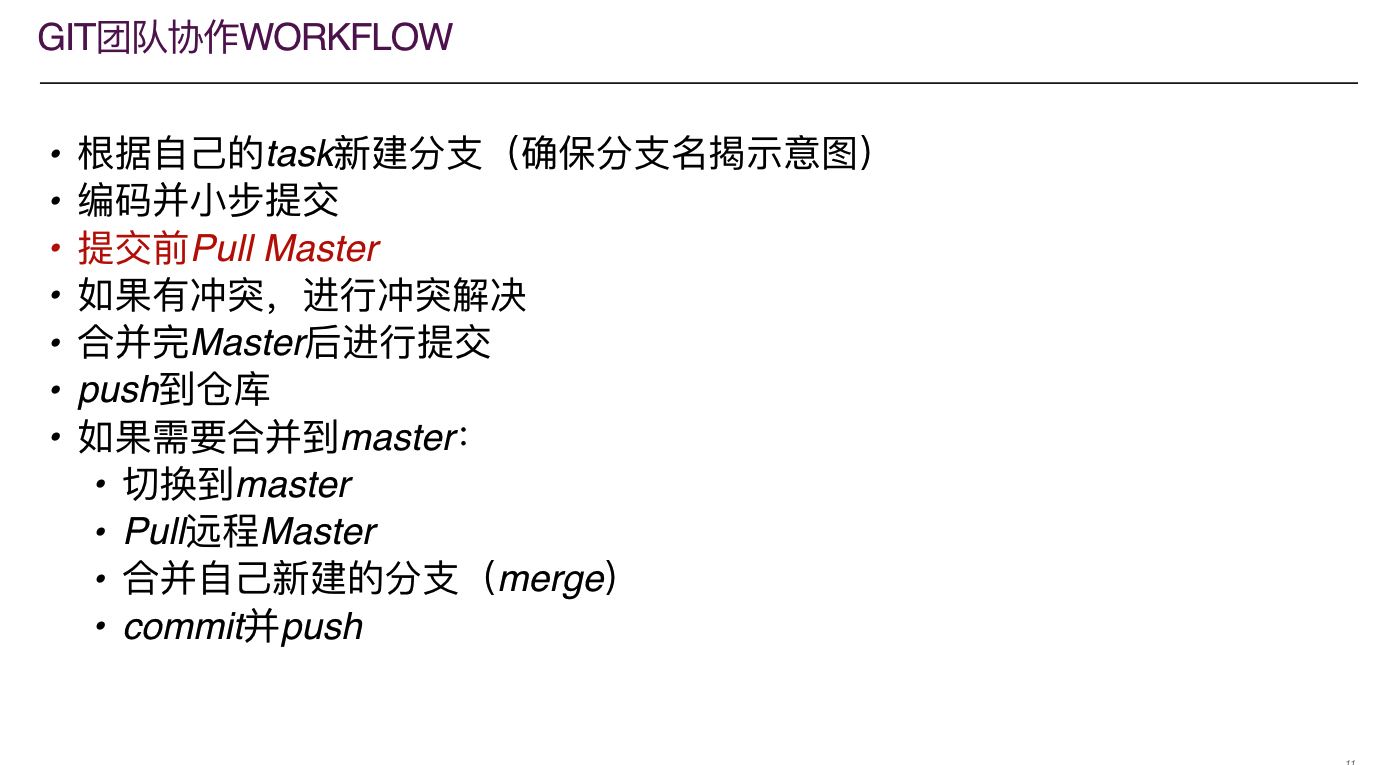 GIT团队协作WORKFLOW
• 根据自己的task新建分支（确保分支名揭示意图）
• 编码并小步提交
• 提交前Pull Master
• 如果有冲突，进行冲突解决
• 合并完Master后进行提交
• push到仓库
• 如果需要合并到master：
• 切换到master
• Pull远程Master
• 合并自己新建的分支（merge）
• commit并push
11